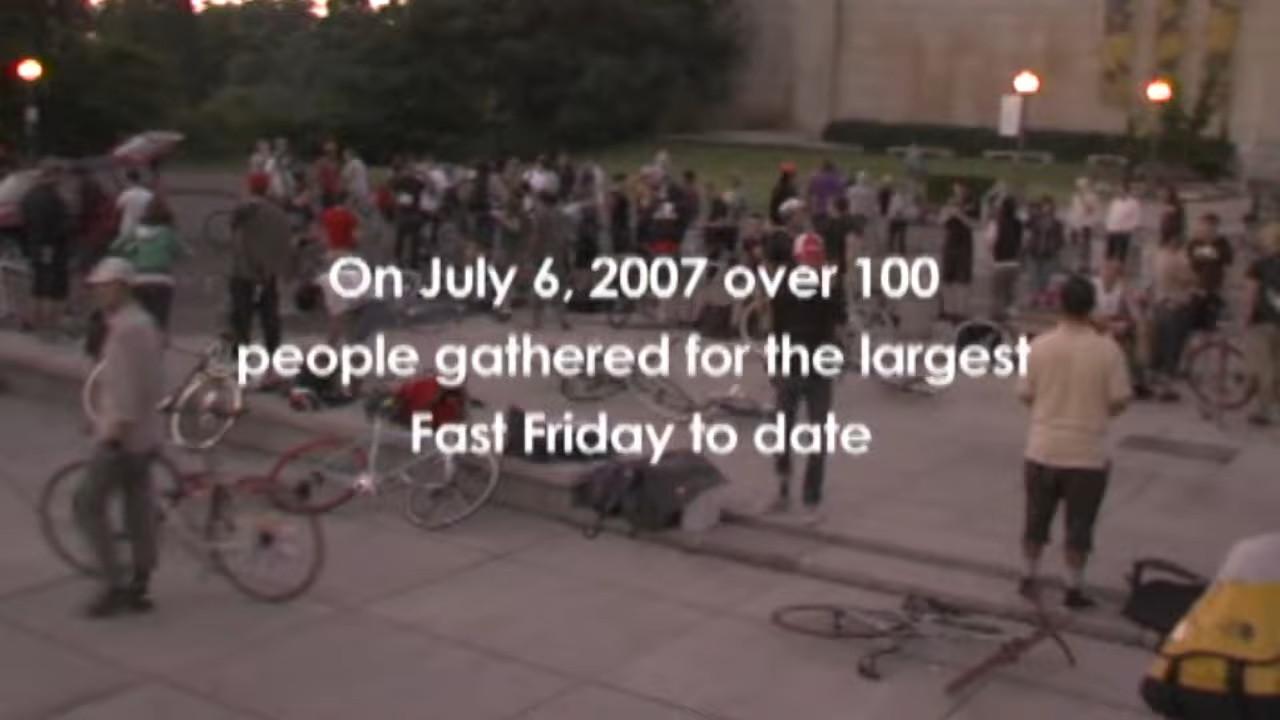 On July 6, 2007 over 100
people gathered for the largest
Fast Friday to date